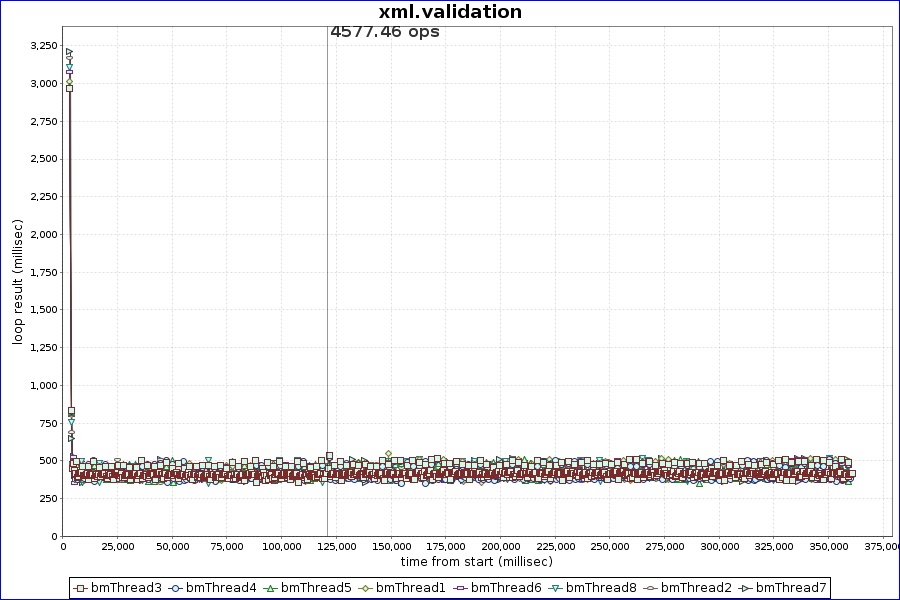 xml.validation
4577.46 ops
loop result (millisec)
3,250
3,000
2,750
2,500
2,250
2,000
1,750
1,500
1,250
1,000
750
500
250
0
0 25,000 50,000 75,000 100,000 125,000 150,000 175,000 200,000 225,000 250,000 275,000 300,000 325,000 350,000 375,000
time from start (millisec)
bmThread3 bmThread4 bmThread5 bmThread1 bmThread6 bmThread8 bmThread2 bmThread7